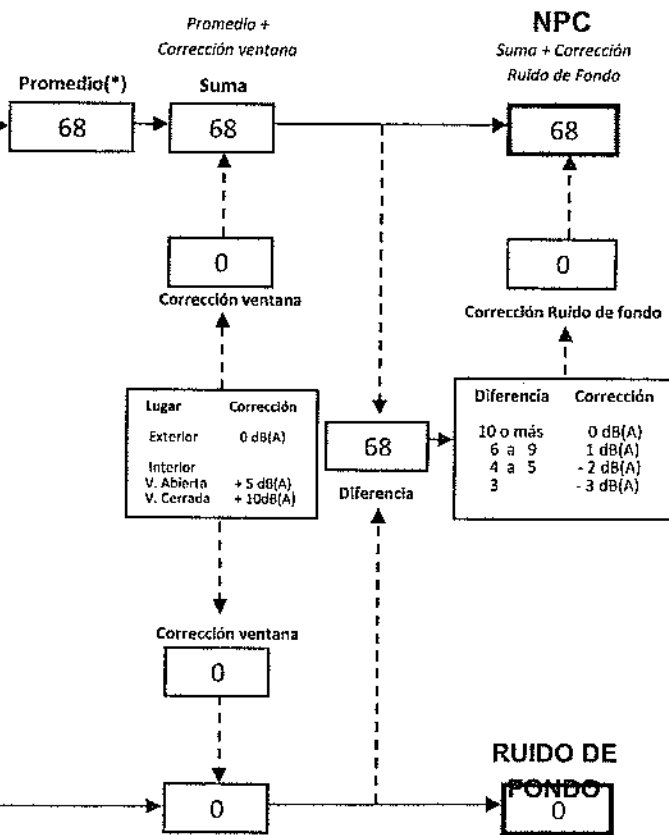 Promedio +
Corrección ventana
NPC
Suma + Corrección
Ruido de Fondo
Promedio(*)
Suma
68
68
68
0
Corrección ventana
0
Corrección Ruido de fondo
Lugar Corrección
Exterior 0 dB(A)
Interior
V. Abierta + 5 dB(A)
V. Cerrada + 10dB(A)
68
Diferencia
Diferencia Corrección
10 o más 0 dB(A)
6 a 9 1 dB(A)
4 a 5 - 2 dB(A)
3 - 3 dB(A)
Corrección ventana
0
0
RUIDO DE
FONDO
0